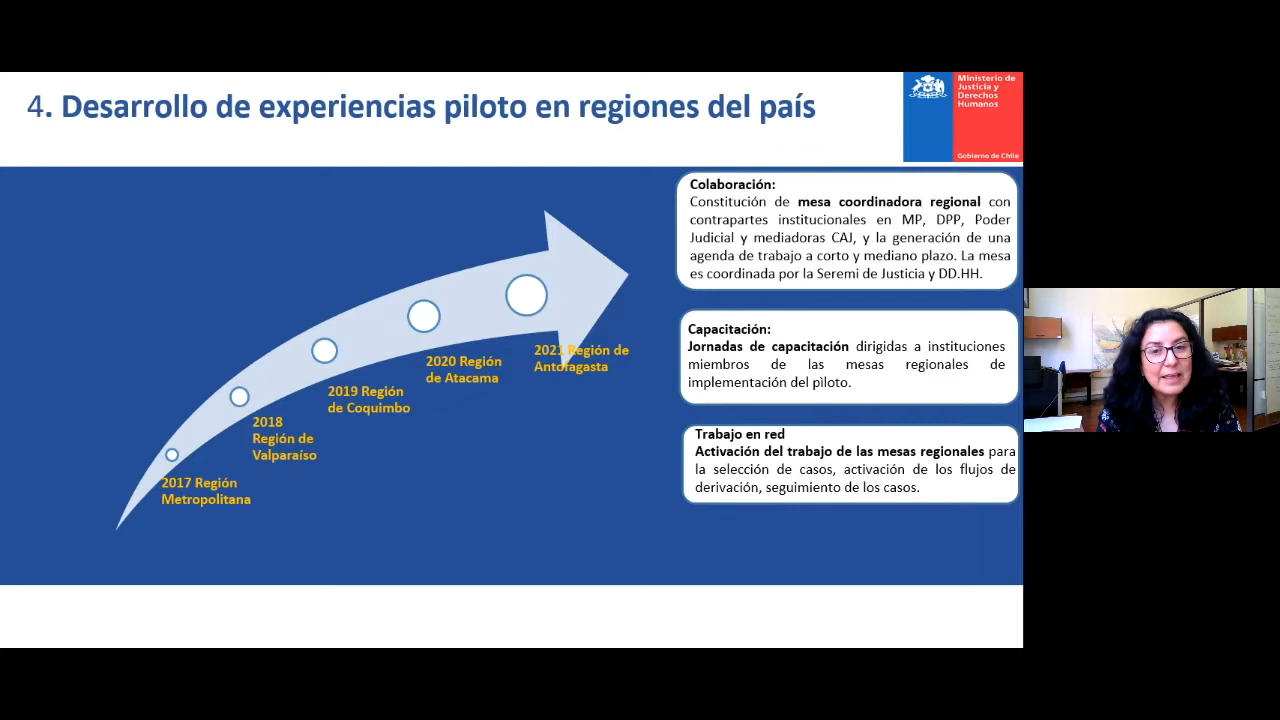 4. Desarrollo de experiencias piloto en regiones del país
Ministerio de
Justicia y
Derechos
Humanos
Gobierno de Chile
Colaboración:
Constitución de mesa coordinadora regional con
contrapartes institucionales en MP, DPP, Poder
Judicial y mediadoras CAJ, y la generación de una
agenda de trabajo a corto y mediano plazo. La mesa
es coordinada por la Seremi de Justicia y DD.HH.
Capacitación:
Jornadas de capacitación dirigidas a instituciones
miembros de las mesas regionales de
implementación del piloto.
Trabajo en red
Activación del trabajo de las mesas regionales para
la selección de casos, activación de los flujos de
derivación, seguimiento de los casos.
2017 Región
Metropolitana
2018
Región de
Valparaíso
2019 Región
de Coquimbo
2020 Región
de Atacama
2021 Región de
Antofagasta